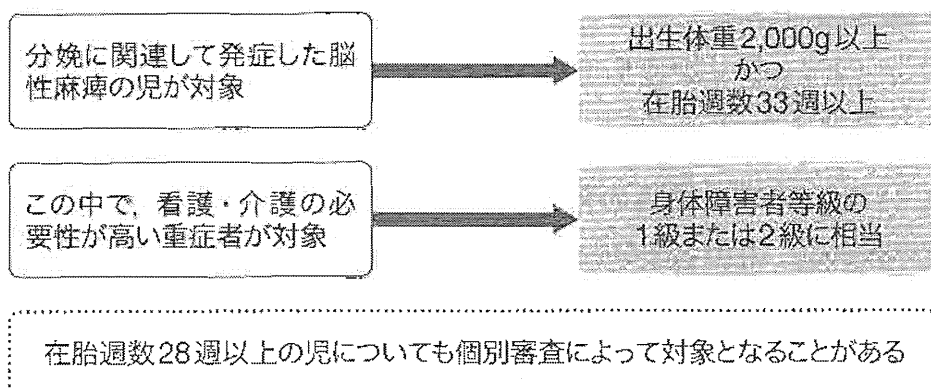 分娩に関連して発症した脳
性麻痺の児が対象
出生体重2,000g以上
かつ
在胎週数33週以上
この中で，看護・介護の必
要性が高い重症者が対象
身体障害者等級の
1級または2級に相当
在胎週数28週以上の児についても個別審査によって対象となることがある